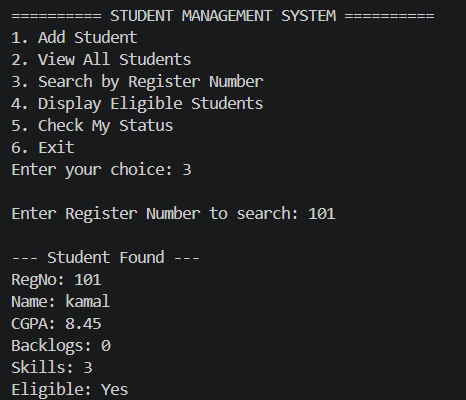 ========== STUDENT MANAGEMENT SYSTEM ==========
1. Add Student
2. View All Students
3. Search by Register Number
4. Display Eligible Students
5. Check My Status
6. Exit
Enter your choice: 3
Enter Register Number to search: 101
--- Student Found ---
RegNo: 101
Name: kamal
CGPA: 8.45
Backlogs: 0
Skills: 3
Eligible: Yes